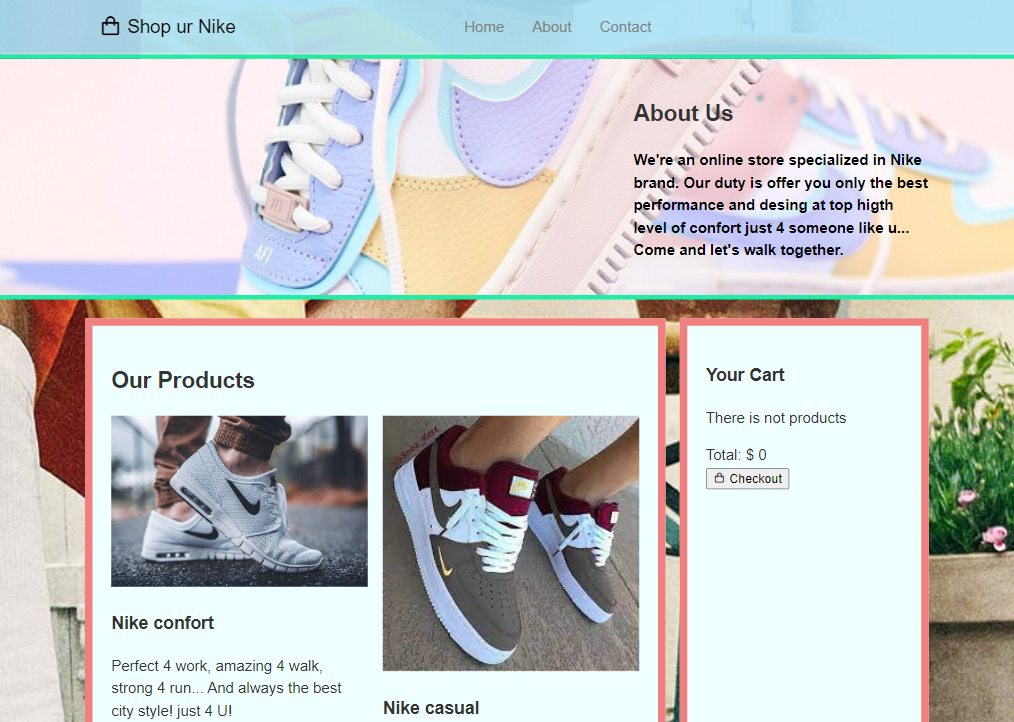 Shop ur Nike
Home About Contact
About Us
We're an online store specialized in Nike
brand. Our duty is offer you only the best
performance and desing at top higth
level of confort just 4 someone like u...
Come and let's walk together.
AF1
Our Products
Nike confort
Perfect 4 work, amazing 4 walk,
strong 4 run... And always the best
city style! just 4 U!
Nike casual
Your Cart
There is not products
Total: $ 0
Checkout